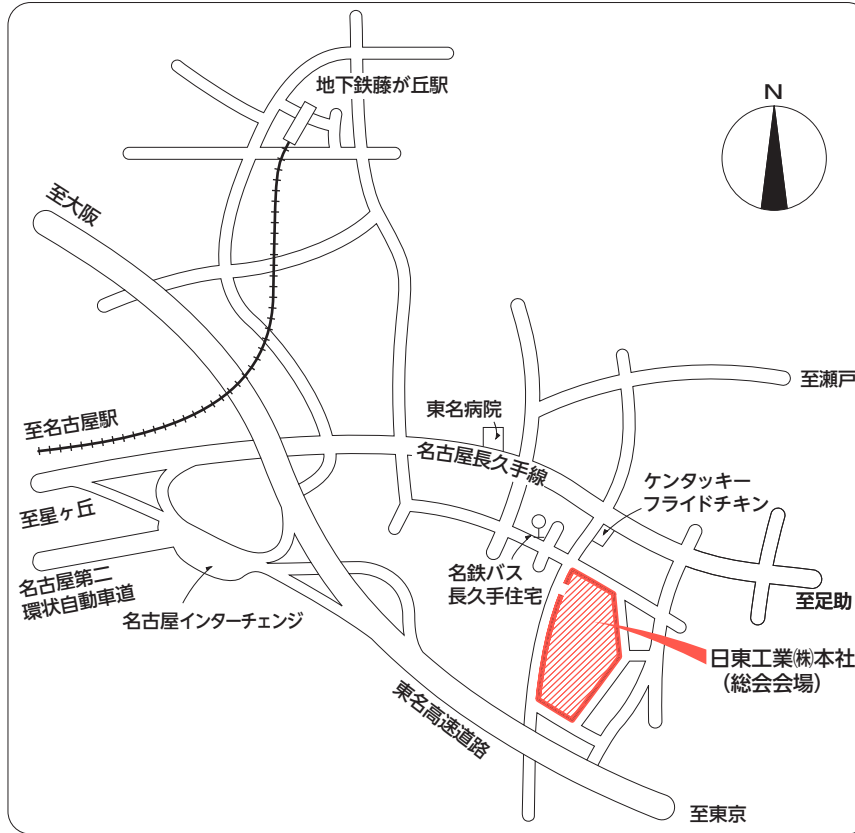 地下鉄藤が丘駅
N
至大阪
至瀬戸
至名古屋駅
東名病院
名古屋長久手線
ケンタッキー
フライドチキン
至星ヶ丘
名鉄バス
長久手住宅
名古屋第二
環状自動車道
名古屋インターチェンジ
至足助
日東工業㈱本社
(総会会場)
東名高速道路
至東京